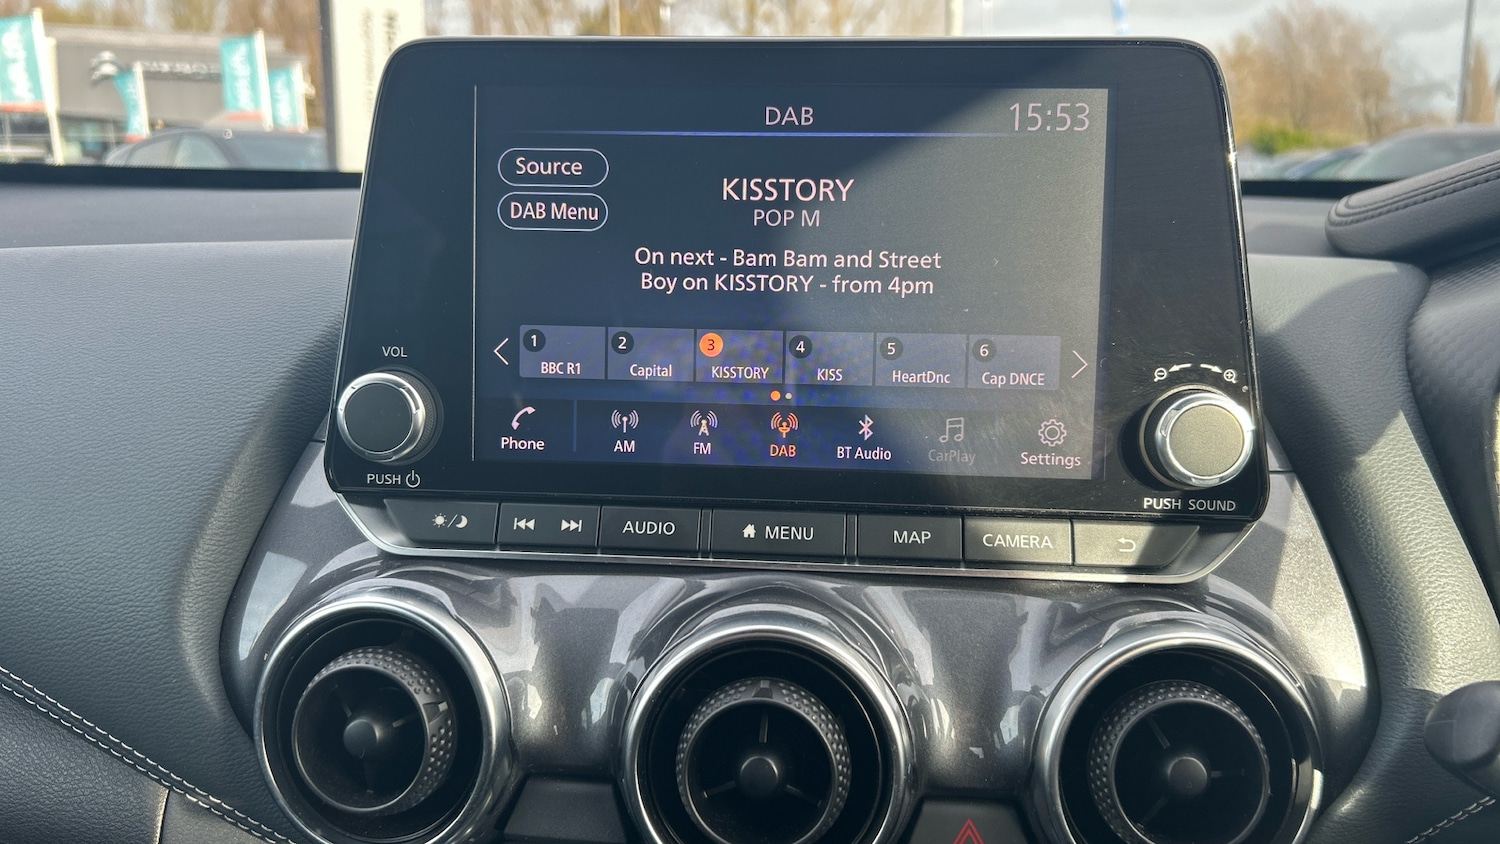 DAB
15:53
Source
DAB Menu
KISSTORY
POP M
On next - Bam Bam and Street
Boy on KISSTORY - from 4pm
1
BBC R1
2
Capital
3
KISSTORY
4
KISS
5
HeartDnc
6
Cap DNCE
Phone
AM
FM
DAB
BT Audio
CarPlay
Settings
VOL
PUSH
PUSH SOUND
AUDIO
MENU
MAP
CAMERA